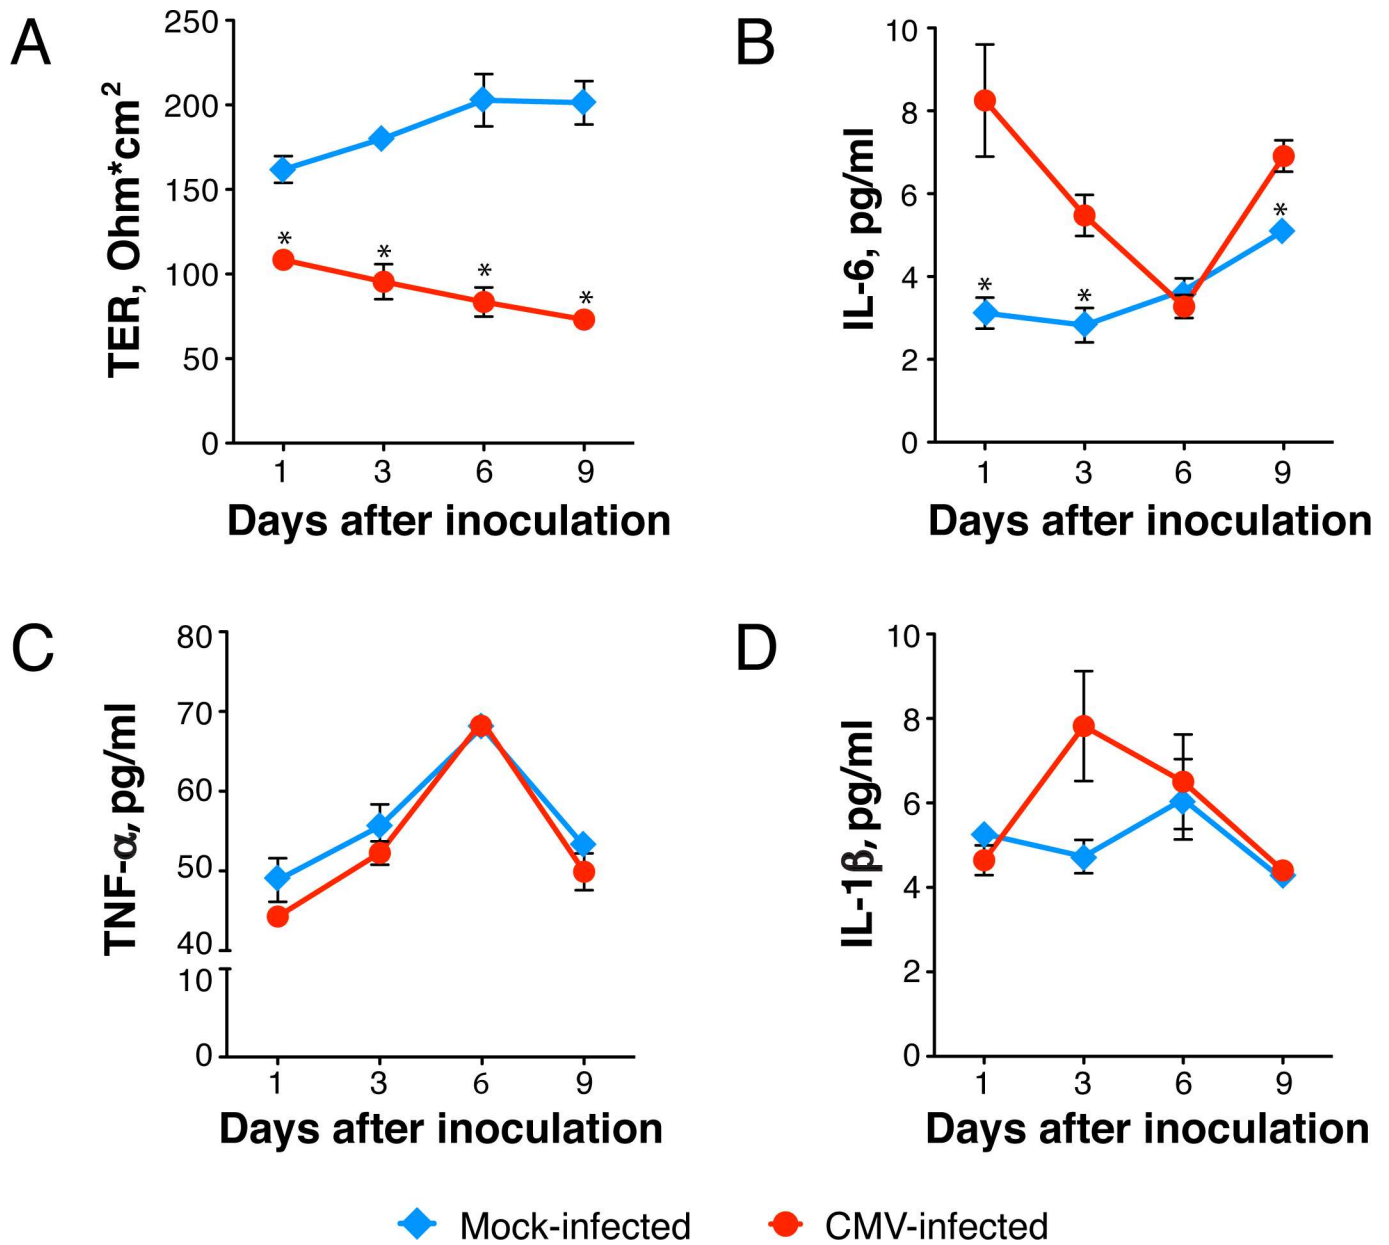 A
TER, Ohm*cm2
250
200
150
100
50
0
*
*
*
*
1 3 6 9
Days after inoculation
B
IL-6, pg/ml
10
8
6
4
2
0
*
*
*
1 3 6 9
Days after inoculation
C
TNF-α, pg/ml
80
70
60
50
40
10
0
1 3 6 9
Days after inoculation
D
IL-1β, pg/ml
10
8
6
4
2
0
1 3 6 9
Days after inoculation
Mock-infected CMV-infected